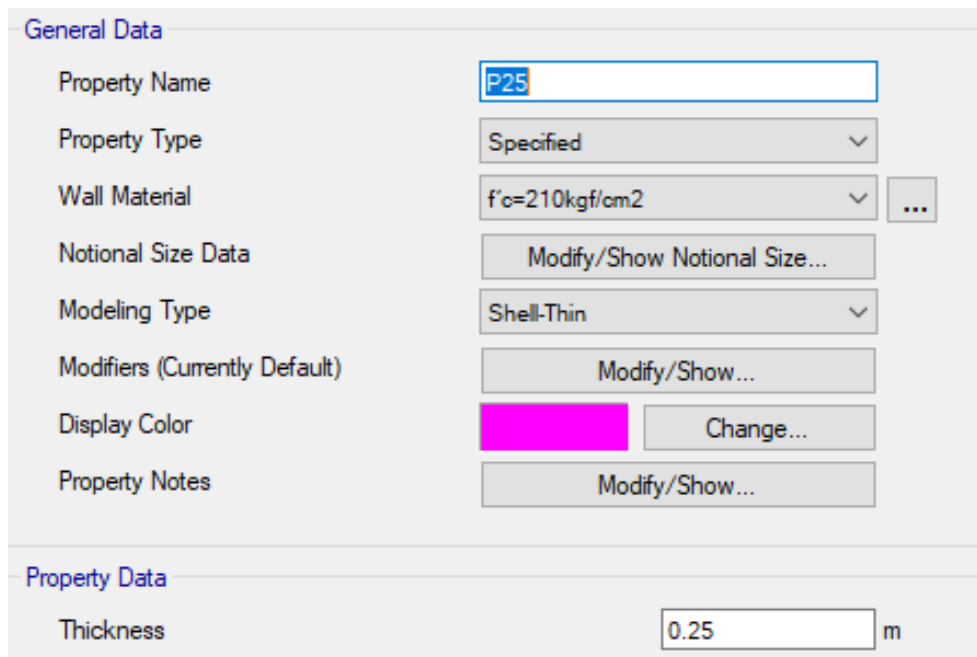 General Data
Property Name P25
Property Type Specified
Wall Material f'c=210kgf/cm2 ...
Notional Size Data Modify/Show Notional Size...
Modeling Type Shell-Thin
Modifiers (Currently Default) Modify/Show...
Display Color Change...
Property Notes Modify/Show...
Property Data
Thickness 0.25 m